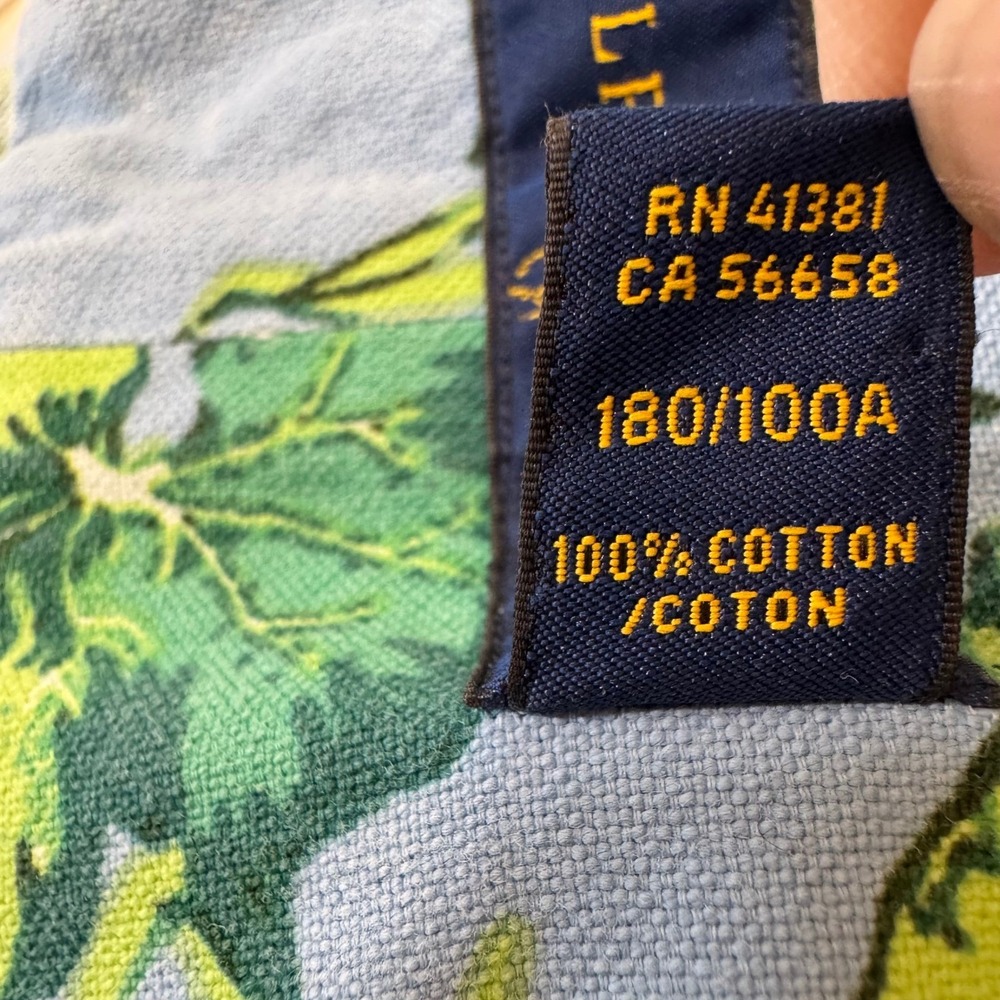 RN 41381
CA 56658
180/100A
100% COTTON
/COTON